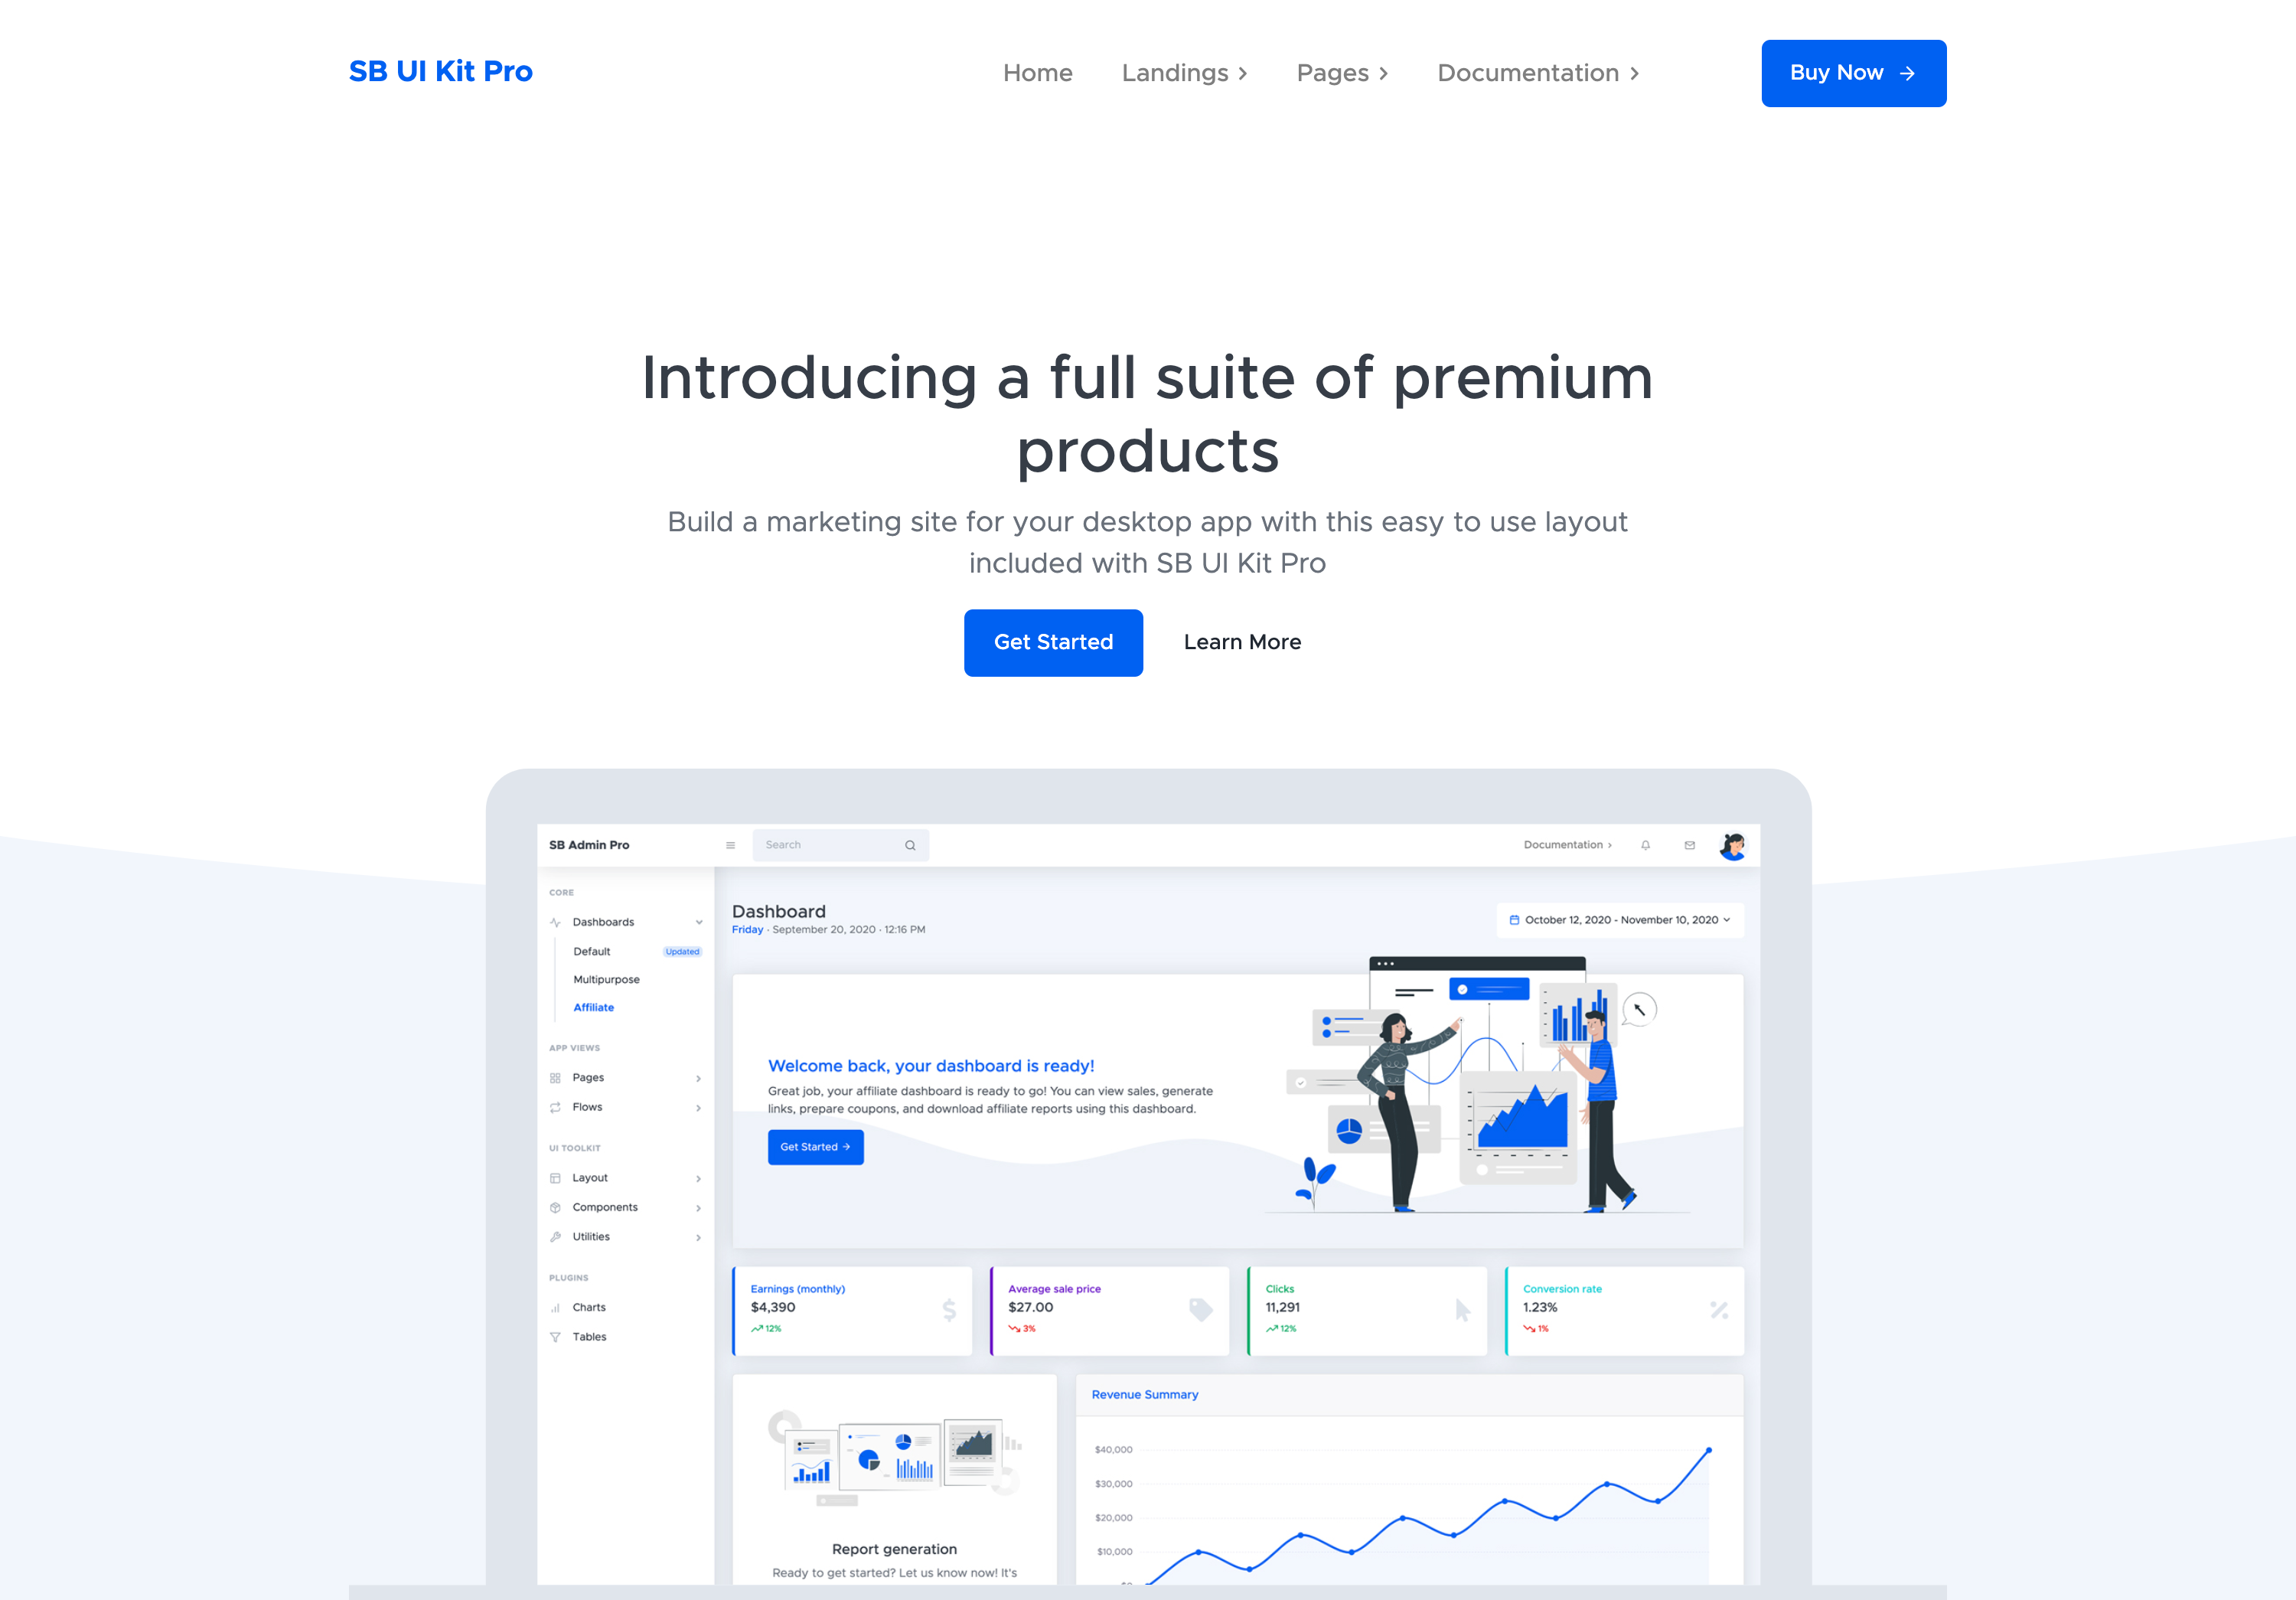 SB UI Kit Pro
Home
Landings
Pages
Documentation
Buy Now
Introducing a full suite of premium
products
Build a marketing site for your desktop app with this easy to use layout
included with SB UI Kit Pro
Get Started
Learn More
SB Admin Pro
Search
Documentation
CORE
Dashboards
Default
Updated
Multipurpose
Affiliate
APP VIEWS
Pages
Flows
UI TOOLKIT
Layout
Components
Utilities
PLUGINS
Charts
Tables
Dashboard
Friday · September 20, 2020 · 12:16 PM
October 12, 2020 - November 10, 2020
Welcome back, your dashboard is ready!
Great job, your affiliate dashboard is ready to go! You can view sales, generate
links, prepare coupons, and download affiliate reports using this dashboard.
Get Started
Earnings (monthly)
$4,390
12%
Average sale price
$27.00
3%
Clicks
11,291
12%
Conversion rate
1.23%
1%
Report generation
Ready to get started? Let us know now! It's
Revenue Summary
$40,000
$30,000
$20,000
$10,000